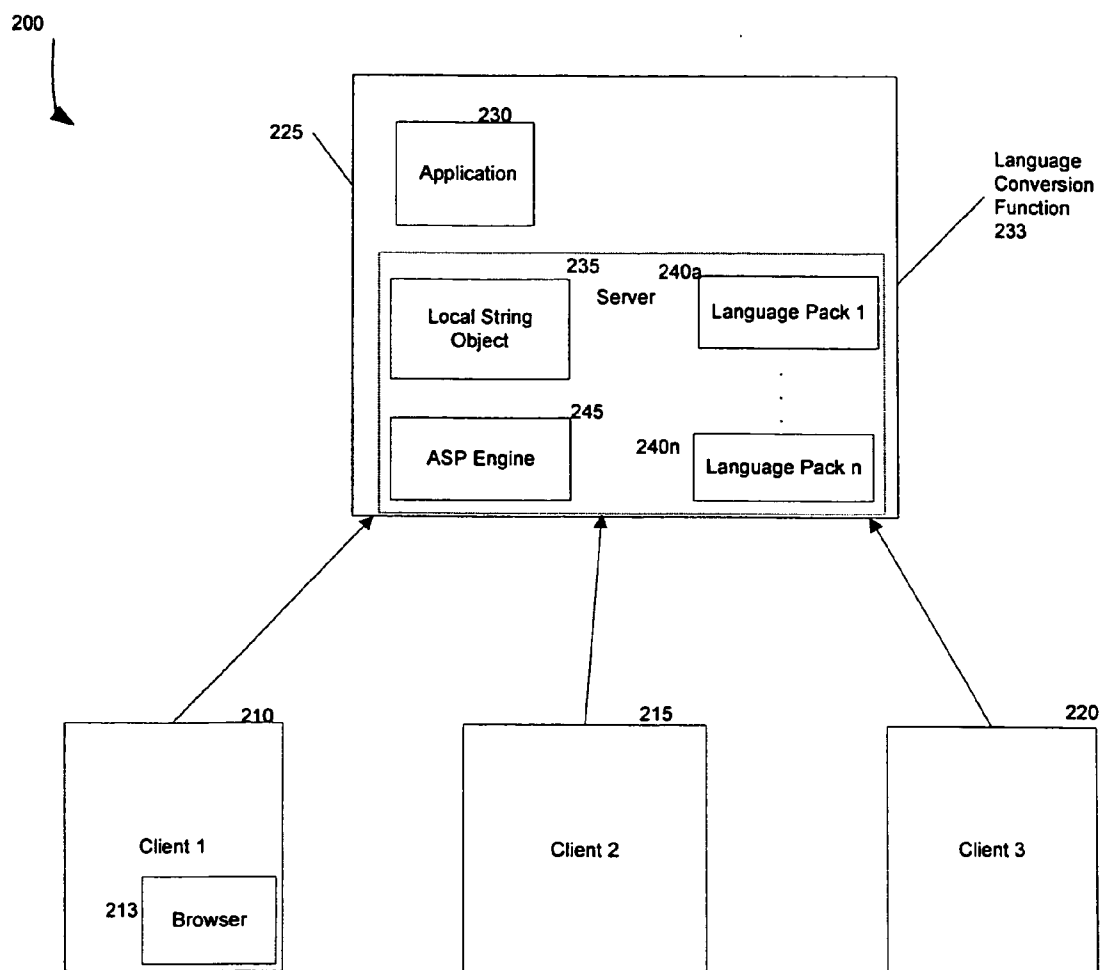 200
230
225
Application
Language
Conversion
Function
233
235
240a
Server
Local String
Object
Language Pack 1
245
240n
ASP Engine
Language Pack n
210
215
220
Client 1
Client 2
Client 3
213
Browser